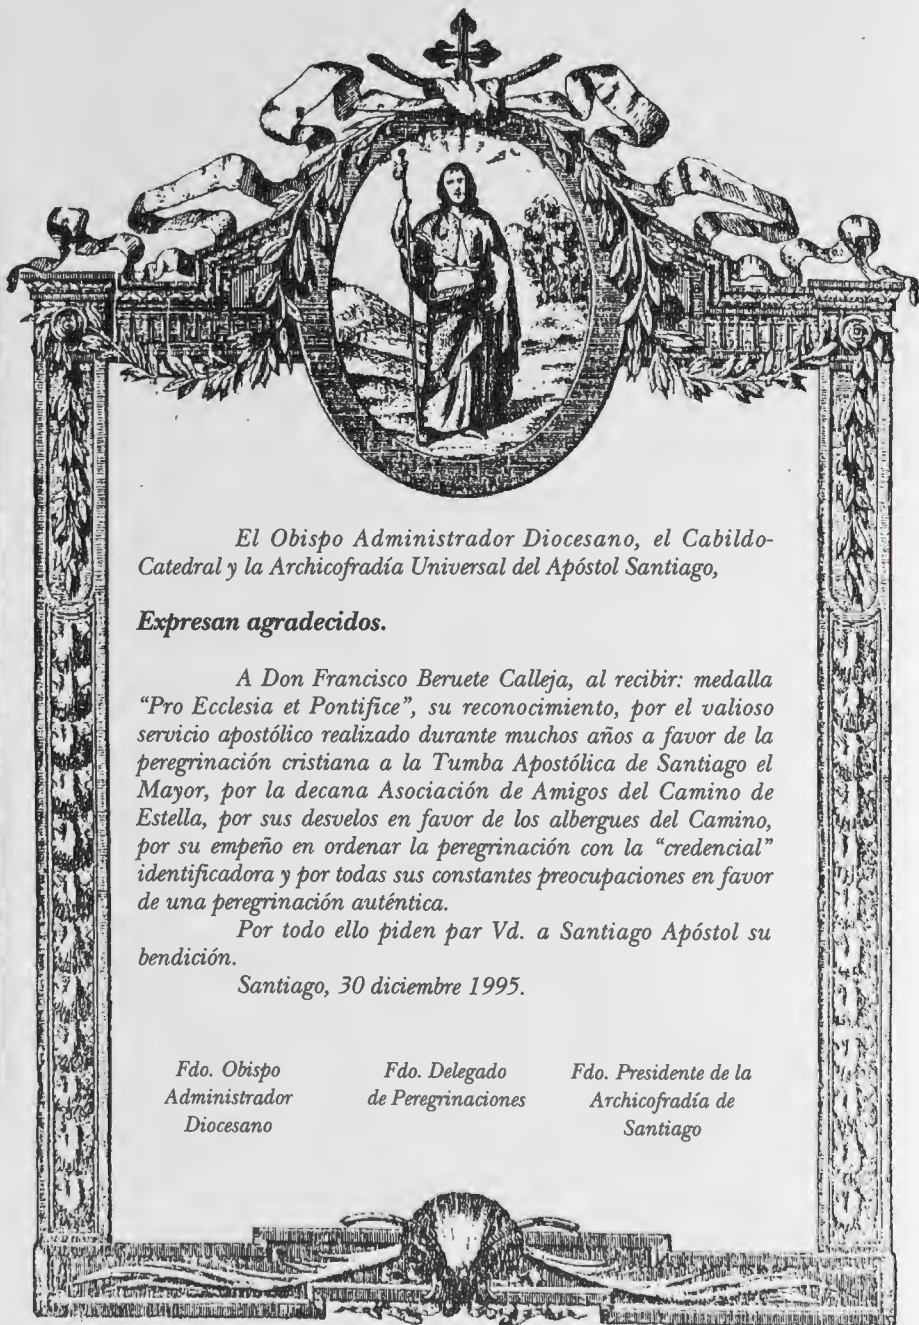 El Obispo Administrador Diocesano, el Cabildo-
Catedral y la Archicofradía Universal del Apóstol Santiago,
Expresan agradecidos.
A Don Francisco Beruete Calleja, al recibir: medalla
“Pro Ecclesia et Pontifice”, su reconocimiento, por el valioso
servicio apostólico realizado durante muchos años a favor de la
peregrinación cristiana a la Tumba Apostólica de Santiago el
Mayor, por la decana Asociación de Amigos del Camino de
Estella, por sus desvelos en favor de los albergues del Camino,
por su empeño en ordenar la peregrinación con la “credencial”
identificadora y por todas sus constantes preocupaciones en favor
de una peregrinación auténtica.
Por todo ello piden par Vd. a Santiago Apóstol su
bendición.
Santiago, 30 diciembre 1995.
Fdo. Obispo
Administrador
Diocesano
Fdo. Delegado
de Peregrinaciones
Fdo. Presidente de la
Archicofradía de
Santiago